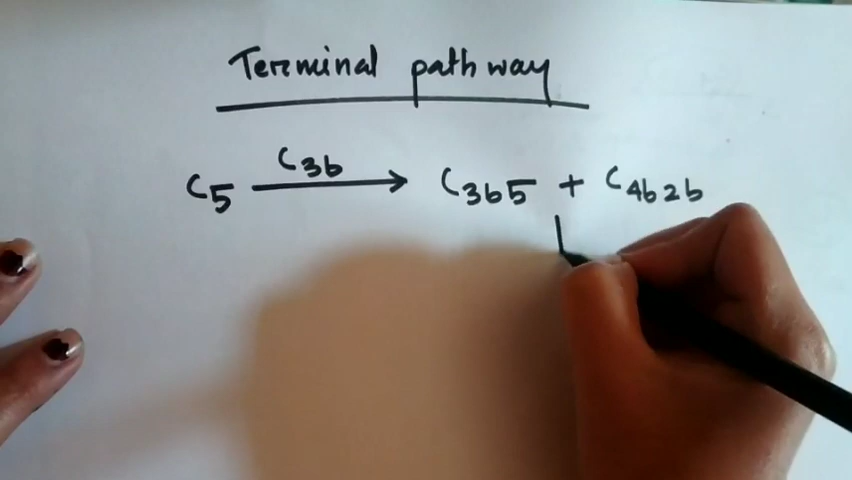 Terminal pathway
C3b
C5 → C3b5 + C4b2b